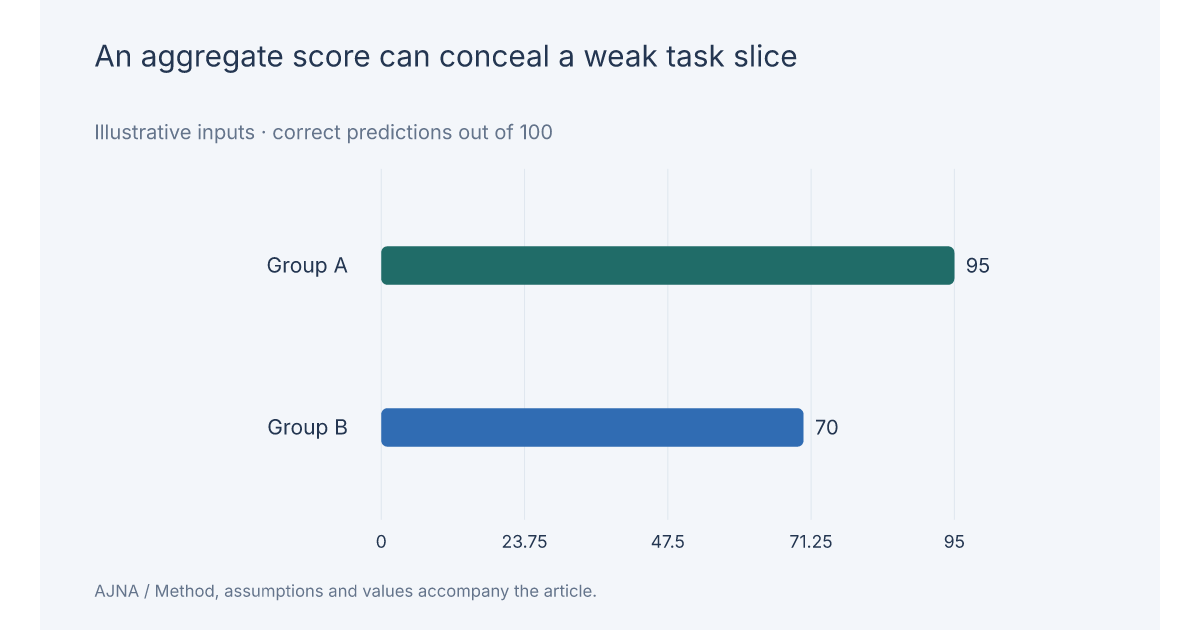 An aggregate score can conceal a weak task slice
Illustrative inputs · correct predictions out of 100
Group A
95
Group B
70
0 23.75 47.5 71.25 95
AJNA / Method, assumptions and values accompany the article.